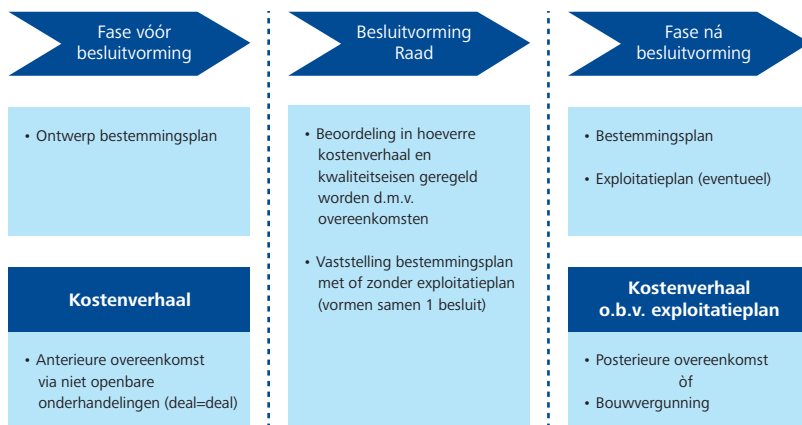 Fase vóór
besluitvorming
• Ontwerp bestemmingsplan
Kostenverhaal
• Anterieure overeenkomst
via niet openbare
onderhandelingen (deal=deal)
Besluitvorming
Raad
• Beoordeling in hoeverre
kostenverhaal en
kwaliteitseisen geregeld
worden d.m.v.
overeenkomsten
• Vaststelling bestemmingsplan
met of zonder exploitatieplan
(vormen samen 1 besluit)
Fase ná
besluitvorming
• Bestemmingsplan
• Exploitatieplan (eventueel)
Kostenverhaal
o.b.v. exploitatieplan
• Posterieure overeenkomst
òf
• Bouwvergunning